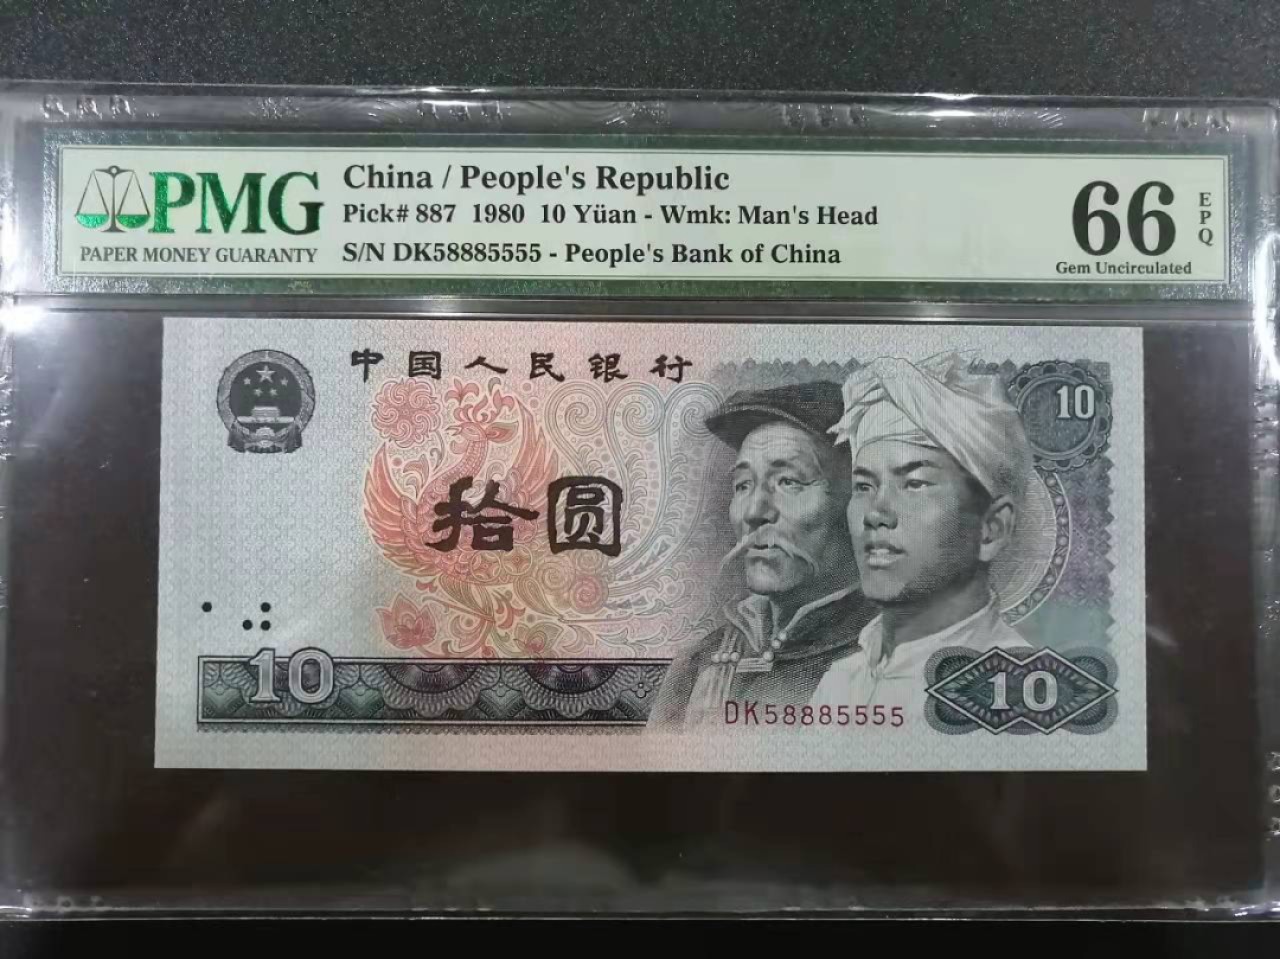 PMG
PAPER MONEY GUARANTY
China / People's Republic
Pick# 887 1980 10 Yüan - Wmk: Man's Head
S/N DK58885555 - People's Bank of China
66
EPQ
Gem Uncirculated
中国人民银行
10
拾圆
10
DK58885555
10